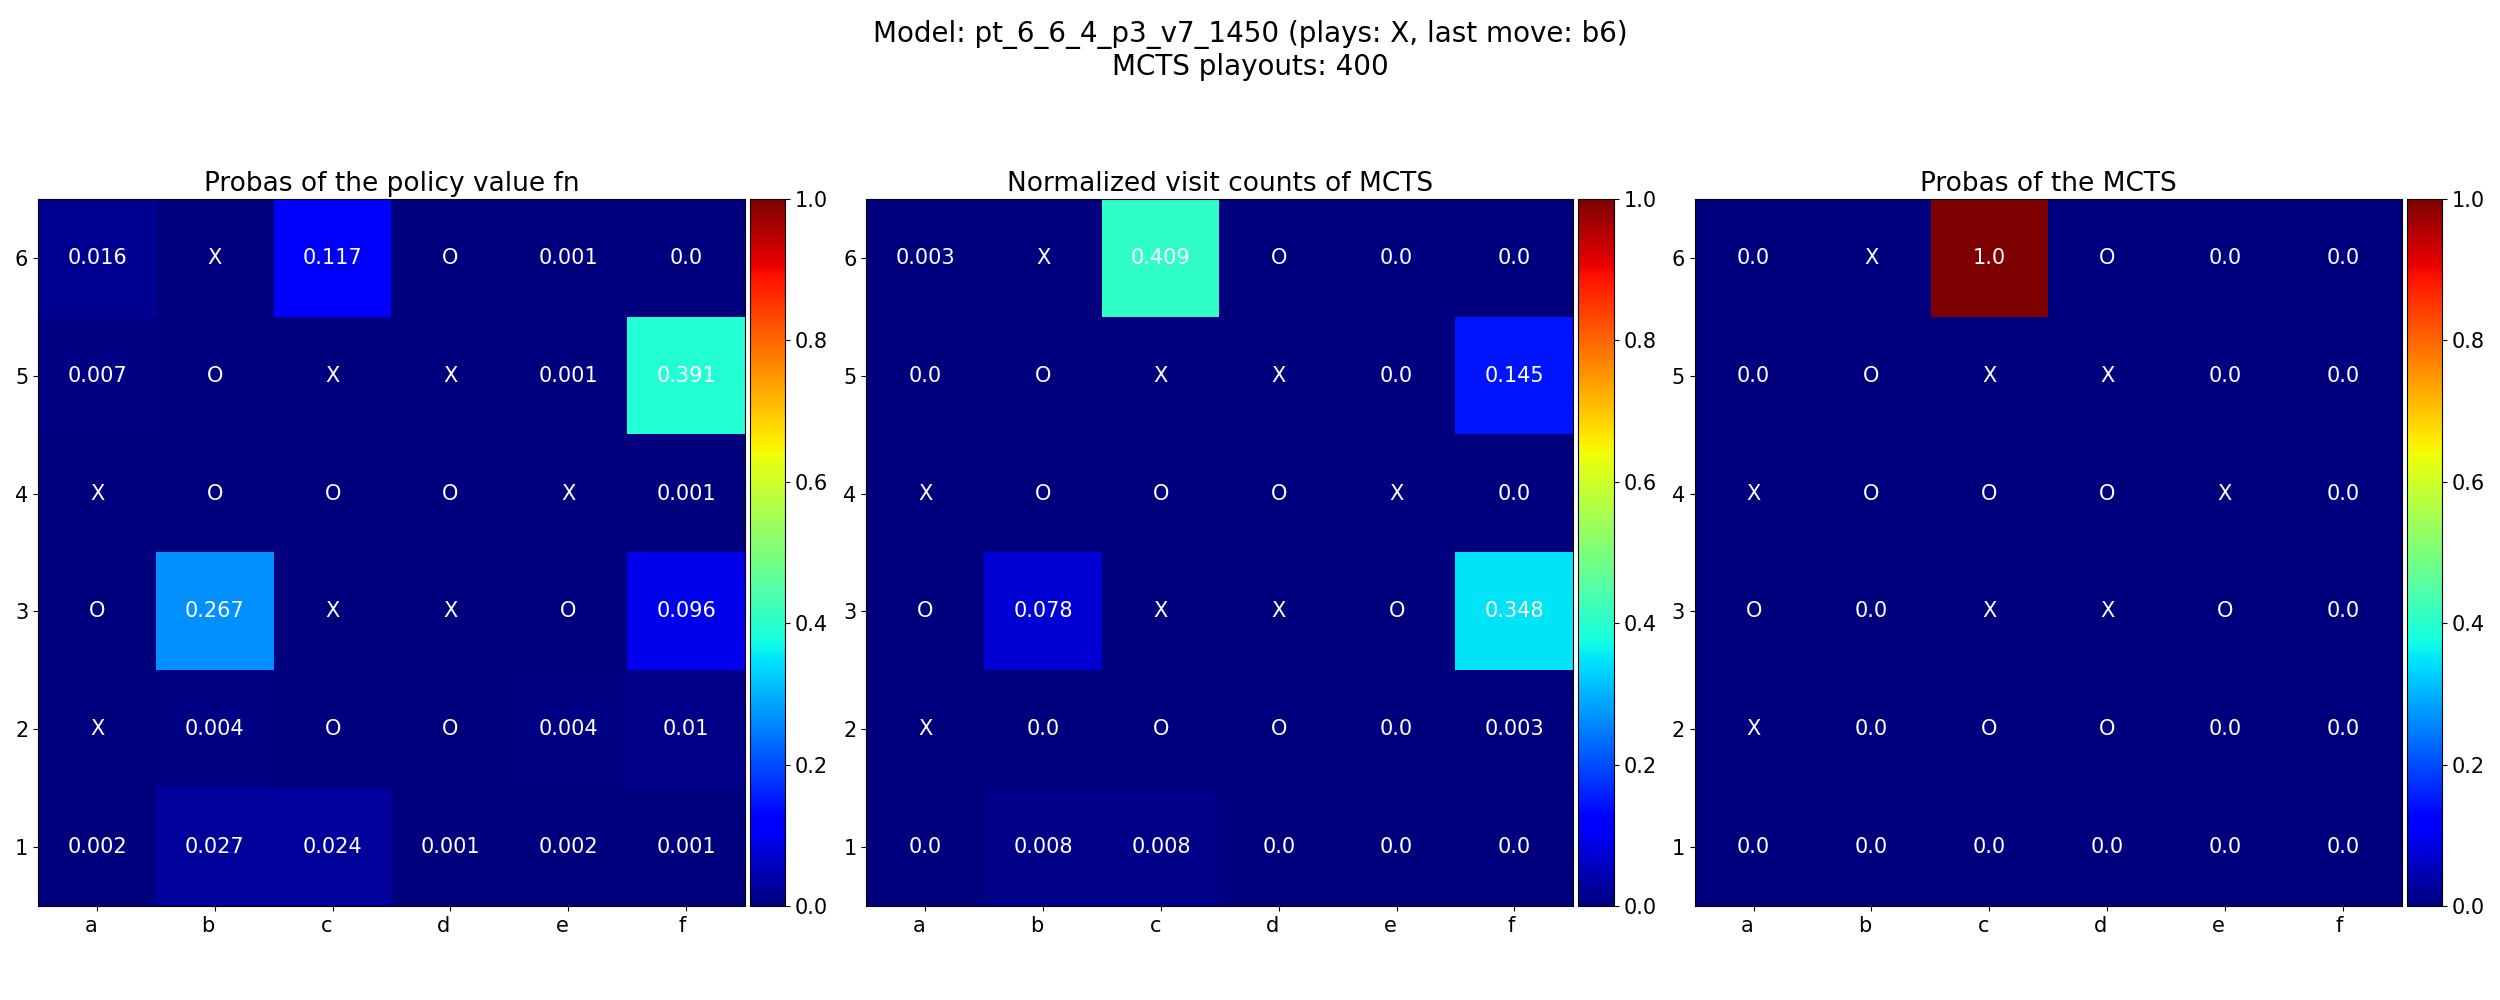 Model: pt_6_6_4_p3_v7_1450 (plays: X, last move: b6)
MCTS playouts: 400
Probas of the policy value fn
6 0.016 X 0.117 O 0.001 0.0
5 0.007 O X X 0.001 0.391
4 X O O O X 0.001
3 O 0.267 X X O 0.096
2 X 0.004 O O 0.004 0.01
1 0.002 0.027 0.024 0.001 0.002 0.001
a b c d e f
1.0
0.8
0.6
0.4
0.2
0.0
Normalized visit counts of MCTS
6 0.003 X 0.409 O 0.0 0.0
5 0.0 O X X 0.0 0.145
4 X O O O X 0.0
3 O 0.078 X X O 0.348
2 X 0.0 O O 0.0 0.003
1 0.0 0.008 0.008 0.0 0.0 0.0
a b c d e f
1.0
0.8
0.6
0.4
0.2
0.0
Probas of the MCTS
6 0.0 X 1.0 O 0.0 0.0
5 0.0 O X X 0.0 0.0
4 X O O O X 0.0
3 O 0.0 X X O 0.0
2 X 0.0 O O 0.0 0.0
1 0.0 0.0 0.0 0.0 0.0 0.0
a b c d e f
1.0
0.8
0.6
0.4
0.2
0.0